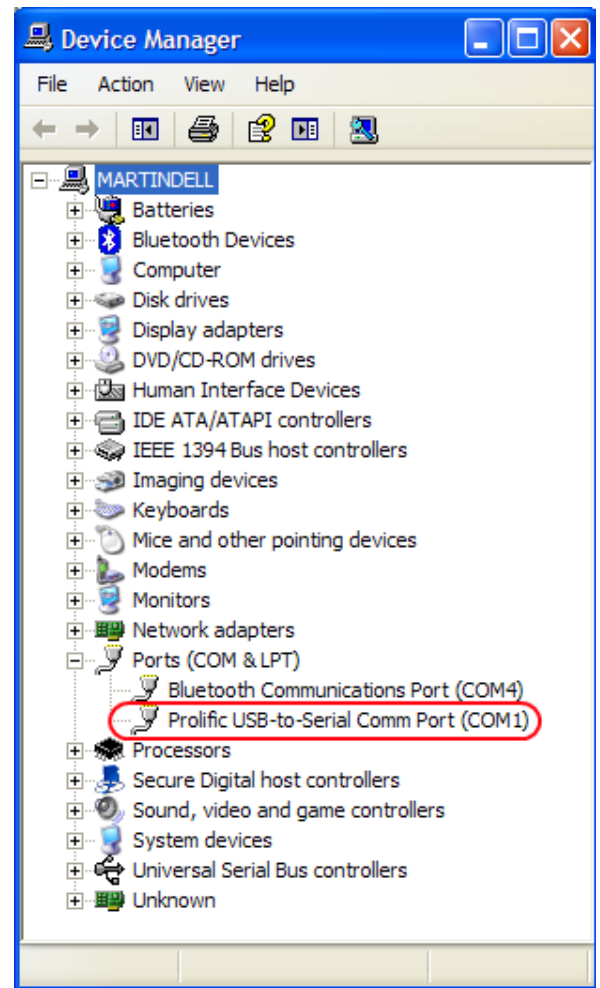 Device Manager
File Action View Help
MARTINDELL
Batteries
Bluetooth Devices
Computer
Disk drives
Display adapters
DVD/CD-ROM drives
Human Interface Devices
IDE ATA/ATAPI controllers
IEEE 1394 Bus host controllers
Imaging devices
Keyboards
Mice and other pointing devices
Modems
Monitors
Network adapters
Ports (COM & LPT)
Bluetooth Communications Port (COM4)
Prolific USB-to-Serial Comm Port (COM1)
Processors
Secure Digital host controllers
Sound, video and game controllers
System devices
Universal Serial Bus controllers
Unknown